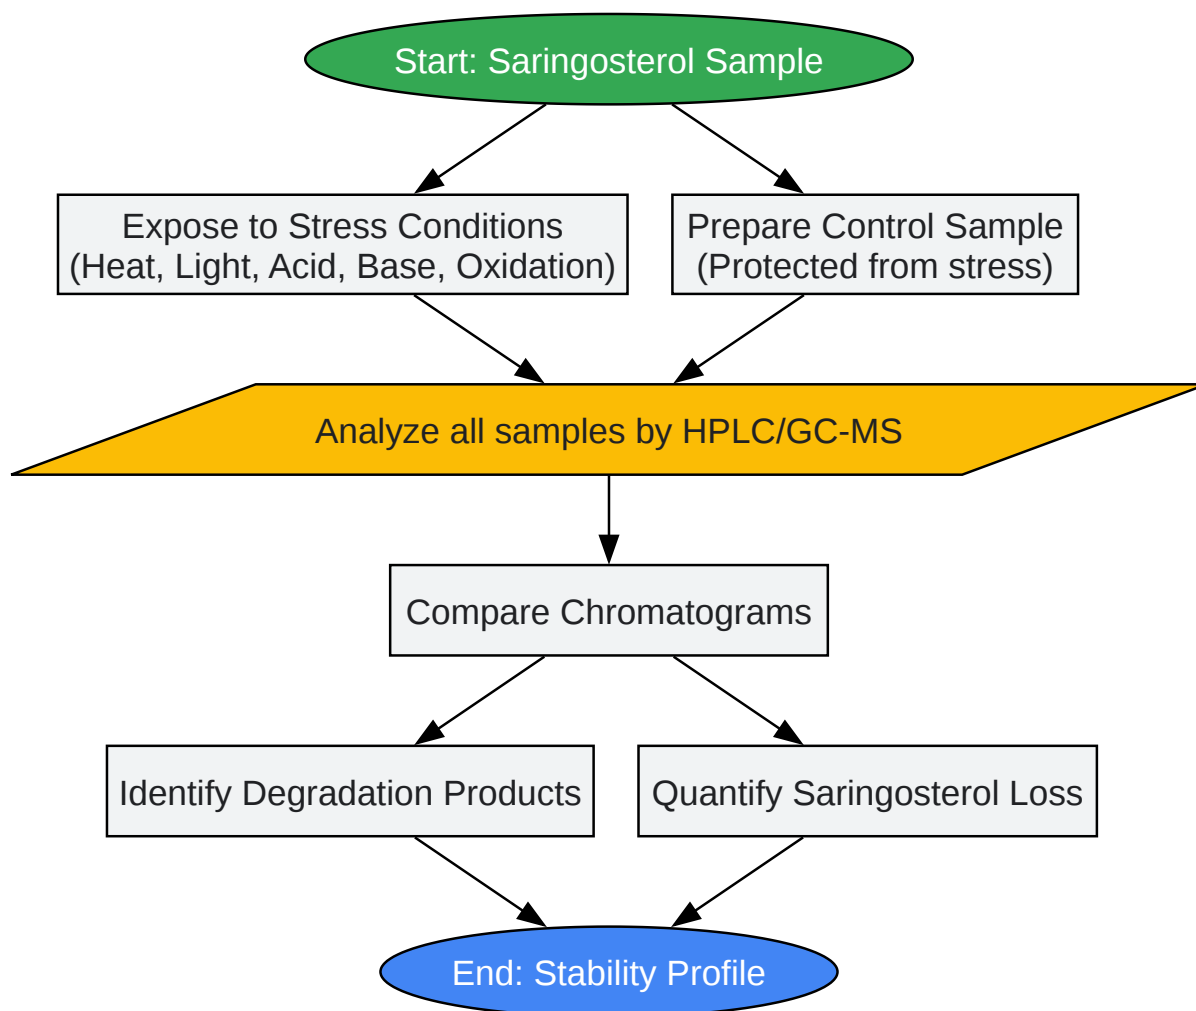 Start: Saringosterol Sample
Expose to Stress Conditions
(Heat, Light, Acid, Base, Oxidation)
Prepare Control Sample
(Protected from stress)
Analyze all samples by HPLC/GC-MS
Compare Chromatograms
Identify Degradation Products
Quantify Saringosterol Loss
End: Stability Profile